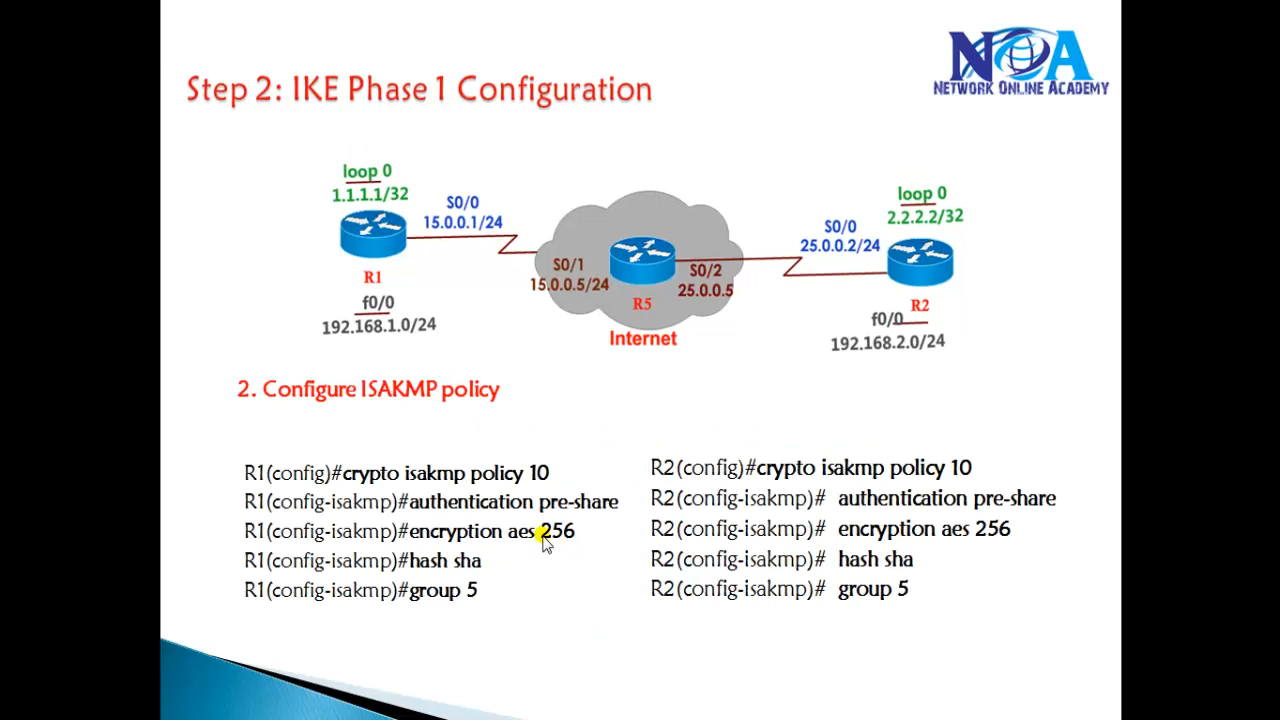 NOA
NETWORK ONLINE ACADEMY
Step 2: IKE Phase 1 Configuration
loop 0
1.1.1.1/32
S0/0
15.0.0.1/24
R1
f0/0
192.168.1.0/24
S0/1
15.0.0.5/24
R5
S0/2
25.0.0.5
Internet
S0/0
25.0.0.2/24
loop 0
2.2.2.2/32
R2
f0/0
192.168.2.0/24
2. Configure ISAKMP policy
R1(config)#crypto isakmp policy 10
R1(config-isakmp)#authentication pre-share
R1(config-isakmp)#encryption aes 256
R1(config-isakmp)#hash sha
R1(config-isakmp)#group 5
R2(config)#crypto isakmp policy 10
R2(config-isakmp)# authentication pre-share
R2(config-isakmp)# encryption aes 256
R2(config-isakmp)# hash sha
R2(config-isakmp)# group 5